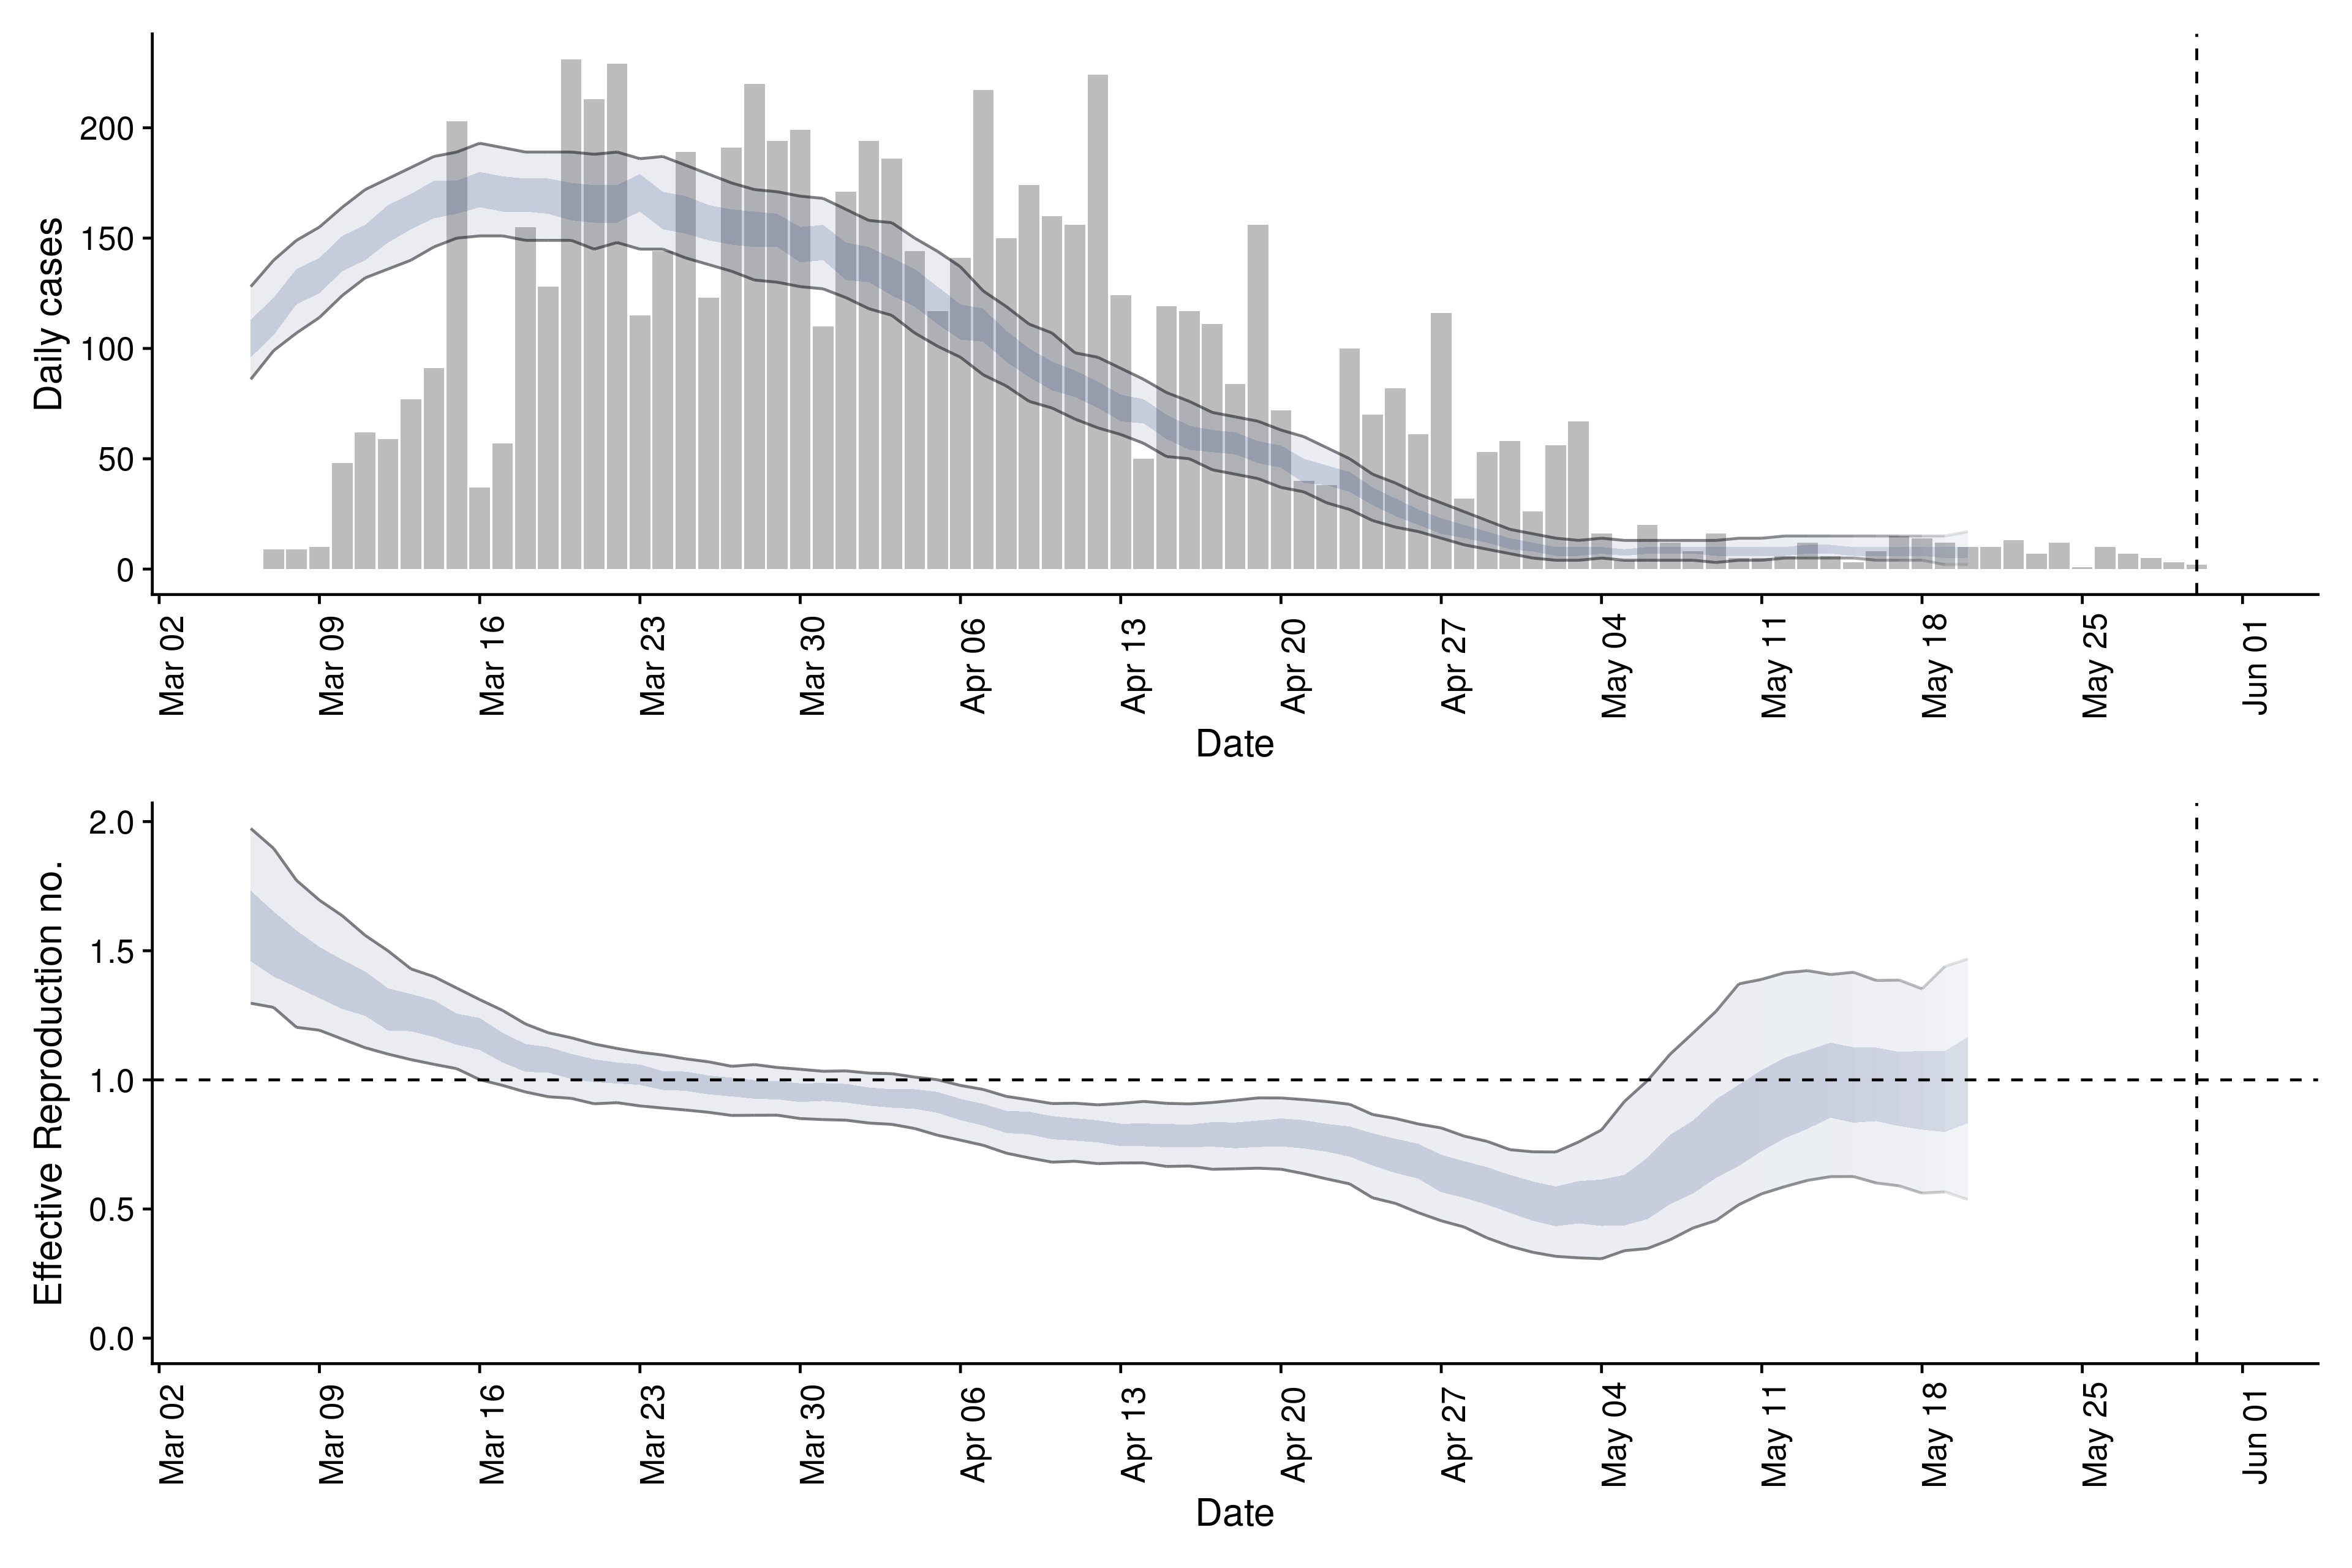 Daily cases
200
150
100
50
0
Mar 02
Mar 09
Mar 16
Mar 23
Mar 30
Apr 06
Apr 13
Apr 20
Apr 27
May 04
May 11
May 18
May 25
Jun 01
Date
Effective Reproduction no.
2.0
1.5
1.0
0.5
0.0
Mar 02
Mar 09
Mar 16
Mar 23
Mar 30
Apr 06
Apr 13
Apr 20
Apr 27
May 04
May 11
May 18
May 25
Jun 01
Date